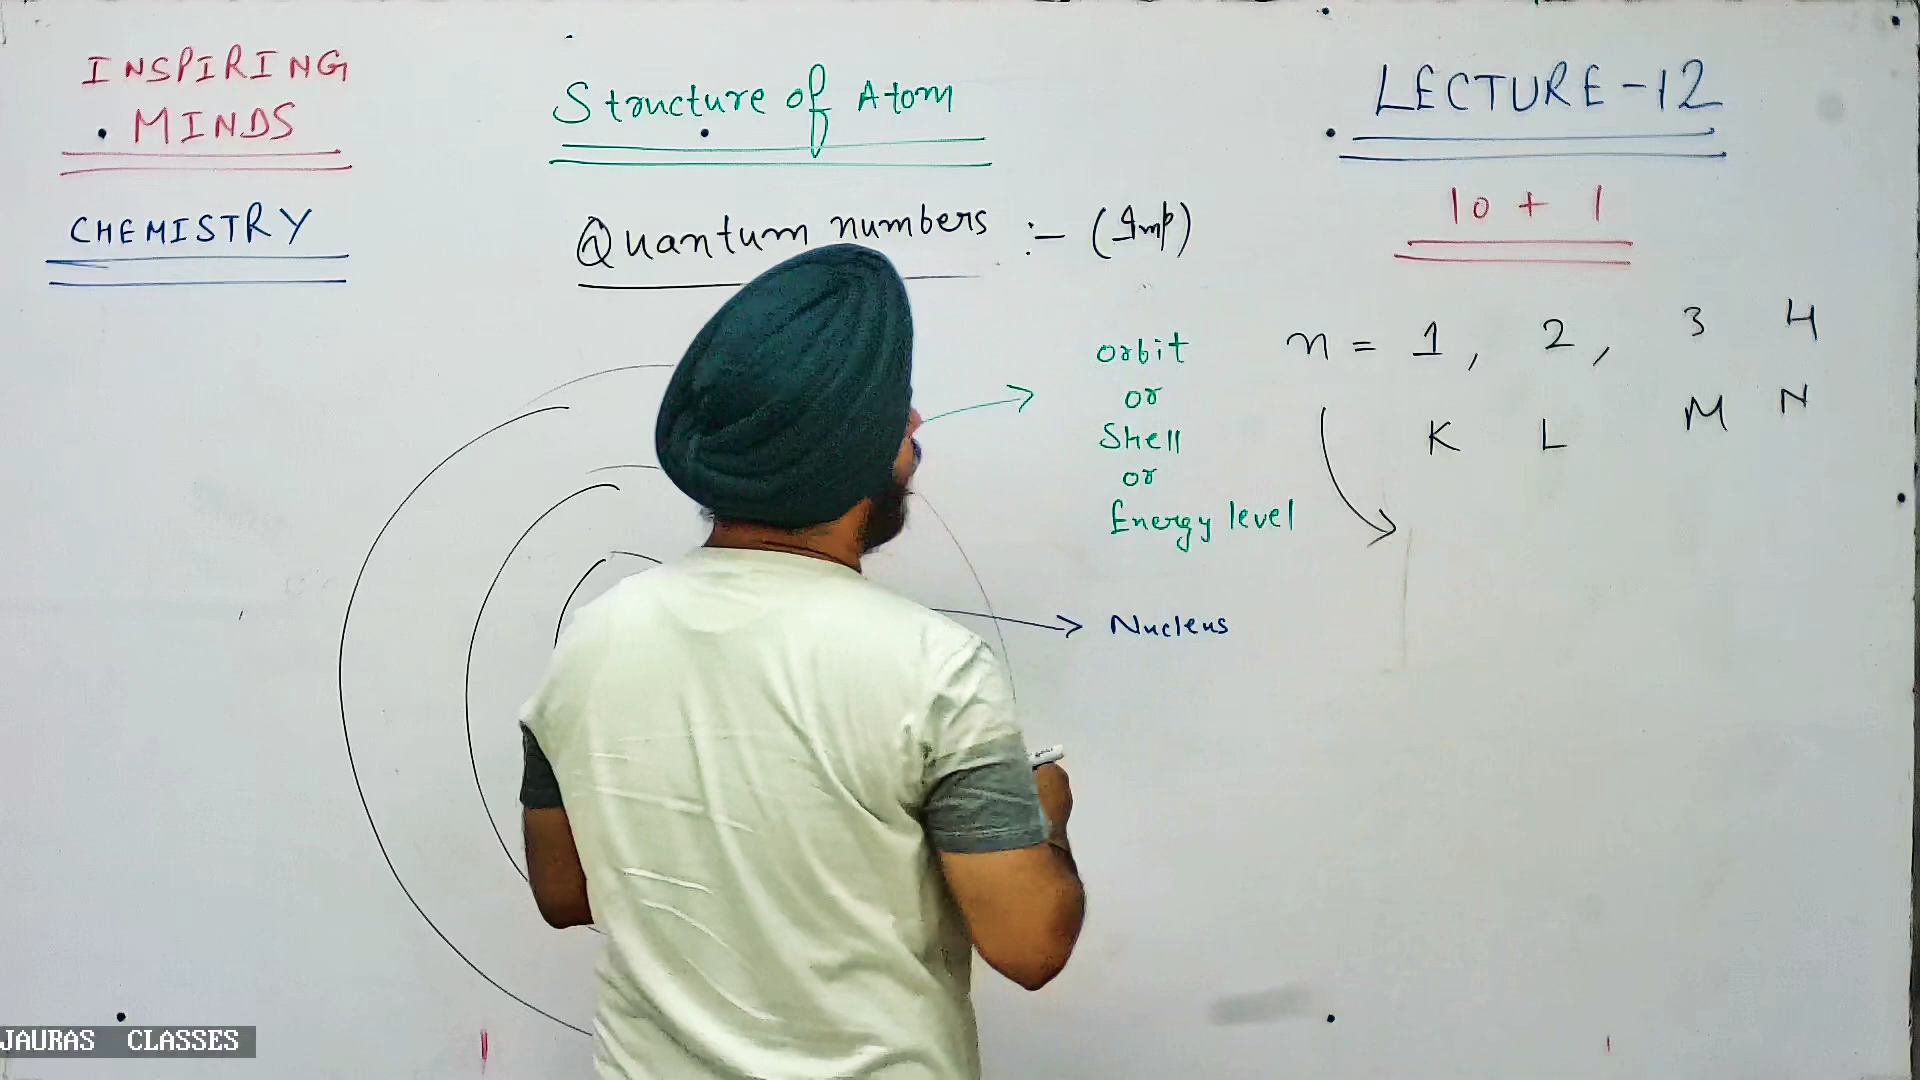 INSPIRING
MINDS
CHEMISTRY
Structure of Atom
Quantum numbers :- (Imp)
LECTURE-12
10 + 1
orbit
or
Shell
or
Energy level
Nucleus
n = 1, 2, 3 4
K L M N
JAURAS CLASSES